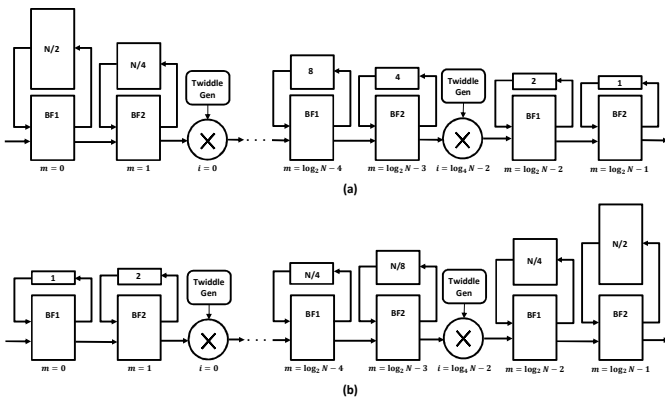 N/2
N/4
Twiddle
Gen
8
4
Twiddle
Gen
2
1
BF1
BF2
BF1
BF2
BF1
BF2
m = 0
m = 1
i = 0
. . .
m = log₂ N − 4
m = log₂ N − 3
i = log₄ N − 2
m = log₂ N − 2
m = log₂ N − 1
(a)
1
2
Twiddle
Gen
N/4
N/8
Twiddle
Gen
N/4
N/2
BF1
BF2
BF1
BF2
BF1
BF2
m = 0
m = 1
i = 0
. . .
m = log₂ N − 4
m = log₂ N − 3
i = log₄ N − 2
m = log₂ N − 2
m = log₂ N − 1
(b)